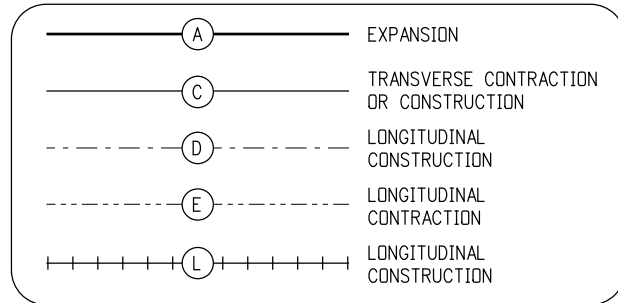 A EXPANSION
C TRANSVERSE CONTRACTION
OR CONSTRUCTION
D LONGITUDINAL
CONSTRUCTION
E LONGITUDINAL
CONTRACTION
L LONGITUDINAL
CONSTRUCTION